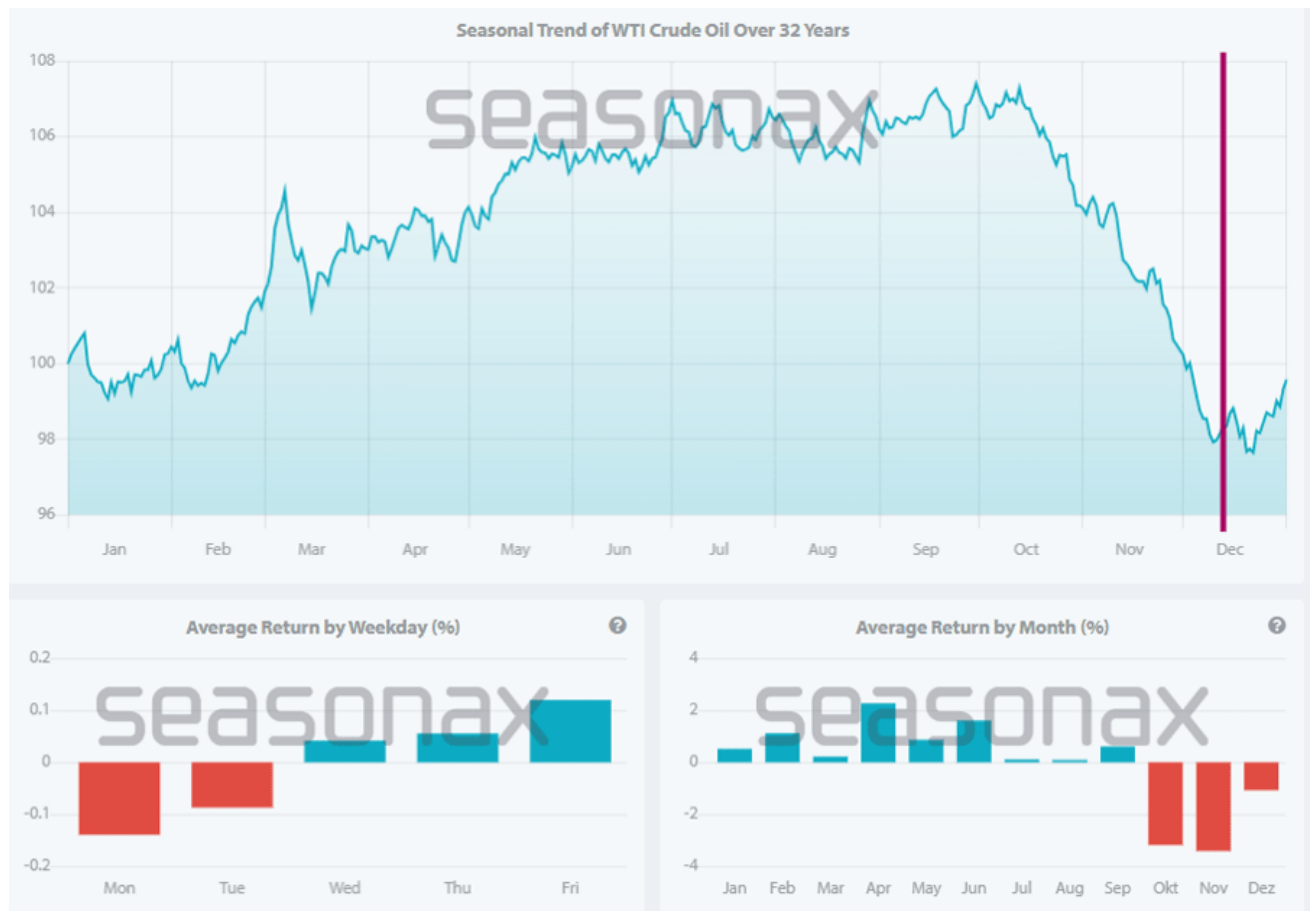 Seasonal Trend of WTI Crude Oil Over 32 Years
seasonax
108
106
104
102
100
98
96
Jan Feb Mar Apr May Jun Jul Aug Sep Oct Nov Dec
Average Return by Weekday (%) ?
seasonax
0.2
0.1
0
-0.1
-0.2
Mon Tue Wed Thu Fri
Average Return by Month (%) ?
seasonax
4
2
0
-2
-4
Jan Feb Mar Apr May Jun Jul Aug Sep Okt Nov Dez